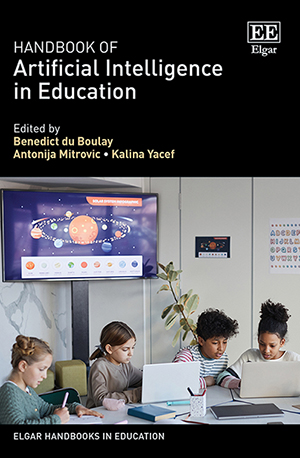 EE
Elgar
HANDBOOK OF
Artificial Intelligence
in Education
Edited by
Benedict du Boulay
Antonija Mitrovic • Kalina Yacef
ELGAR HANDBOOKS IN EDUCATION